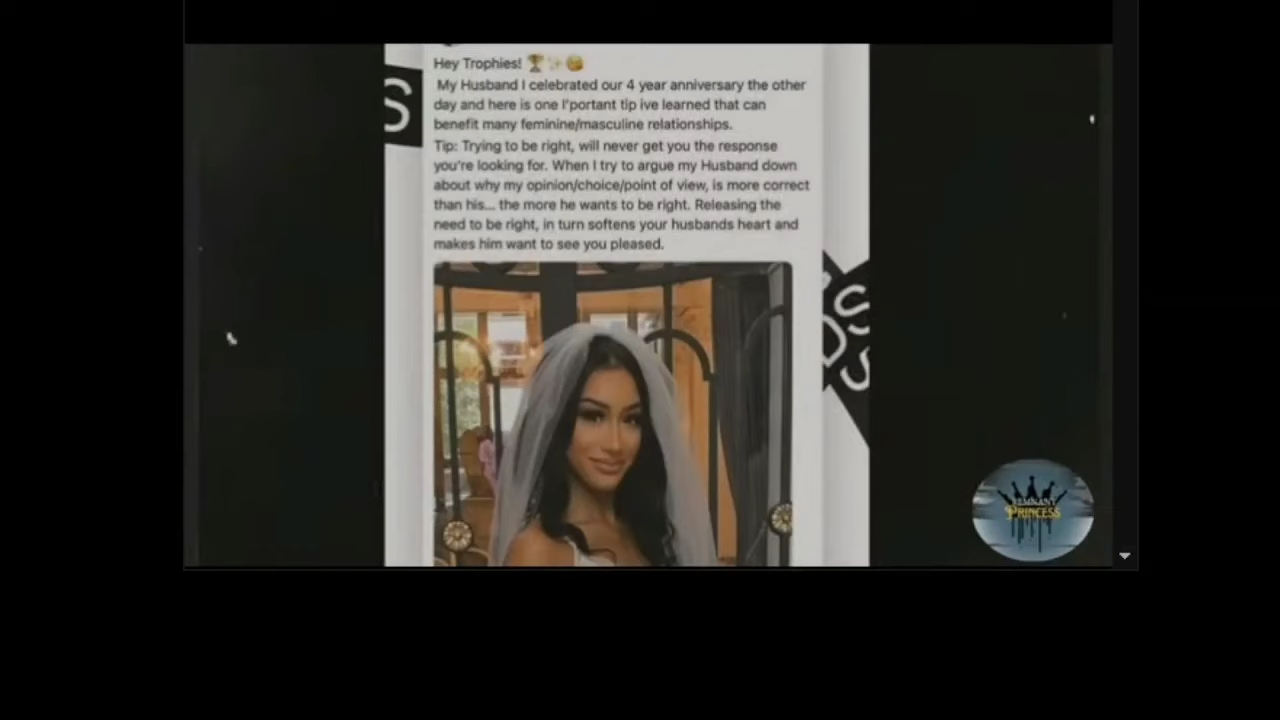 Hey Trophies! 🏆✨😄
My Husband I celebrated our 4 year anniversary the other
day and here is one I'portant tip ive learned that can
benefit many feminine/masculine relationships.
Tip: Trying to be right, will never get you the response
you're looking for. When I try to argue my Husband down
about why my opinion/choice/point of view, is more correct
than his... the more he wants to be right. Releasing the
need to be right, in turn softens your husbands heart and
makes him want to see you pleased.
S
REMNANT
PRINCESS